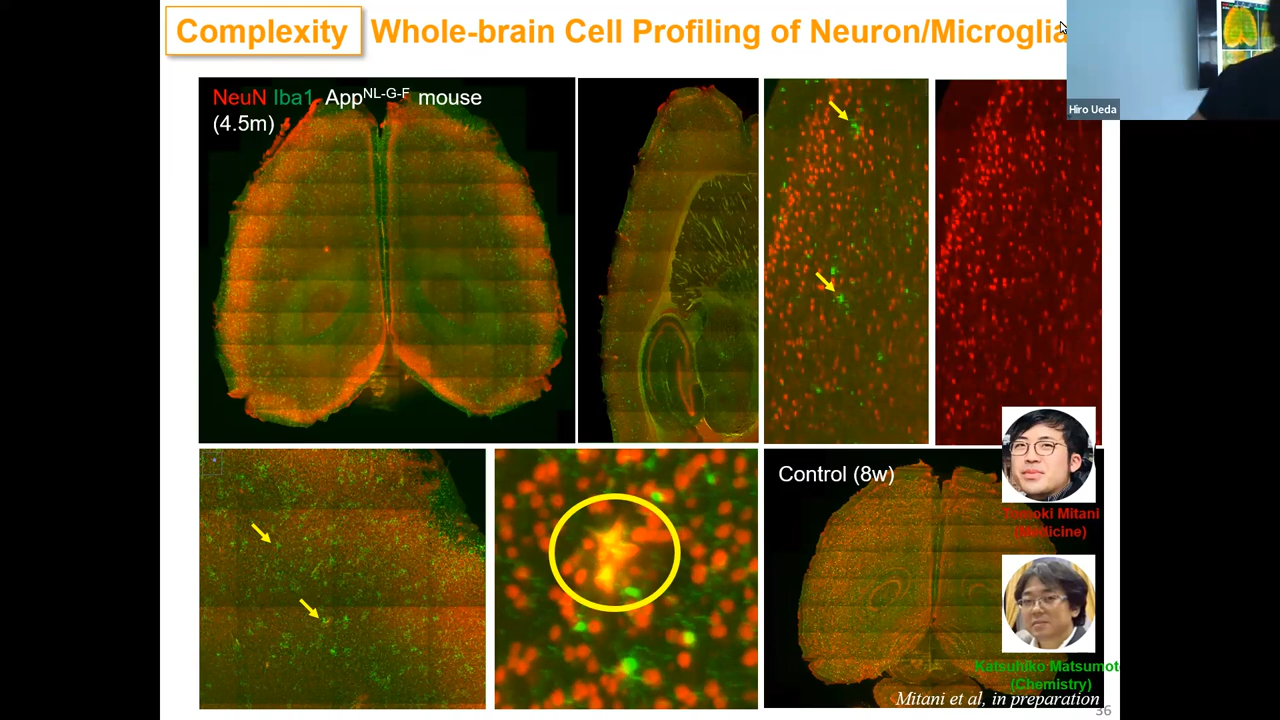 Complexity Whole-brain Cell Profiling of Neuron/Microglia
Hiro Ueda
NeuN Iba1 App^NL-G-F mouse
(4.5m)
Control (8w)
Tomoki Mitani
(Medicine)
Katsuhiko Matsumot
(Chemistry)
Mitani et al, in preparation
36